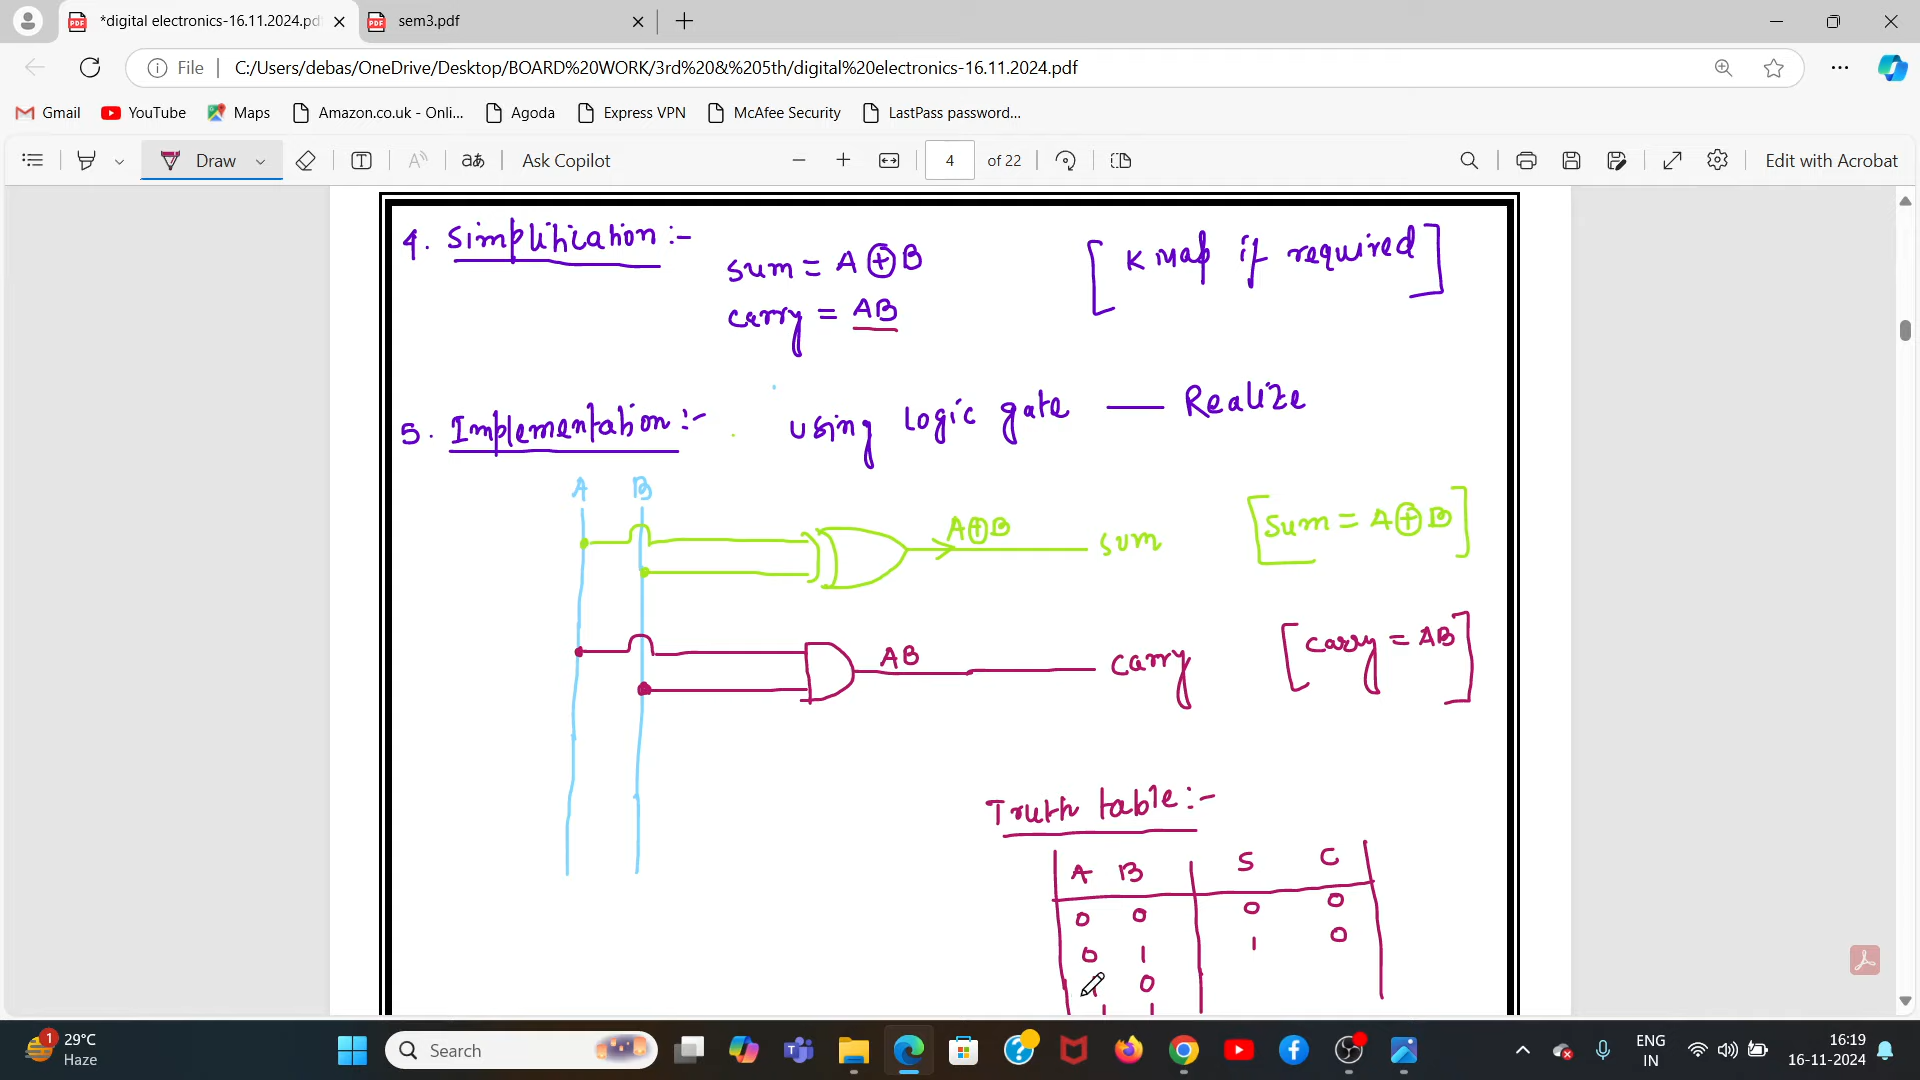 *digital electronics-16.11.2024.pd
sem3.pdf
File
C:/Users/debas/OneDrive/Desktop/BOARD%20WORK/3rd%20&%205th/digital%20electronics-16.11.2024.pdf
Gmail
YouTube
Maps
Amazon.co.uk - Onli...
Agoda
Express VPN
McAfee Security
LastPass password...
Draw
Ask Copilot
4
of 22
Edit with Acrobat
4. Simplification :-
sum = A ⊕ B
carry = AB
[K Map if required]
5. Implementation :-
using logic gate — Realize
A B
A⊕B
sum
[sum = A ⊕ B]
AB
carry
[carry = AB]
Truth table :-
A B S C
0 0 0 0
0 1 1 0
1 0
1 1
1
29°C
Haze
Search
ENG
IN
16:19
16-11-2024